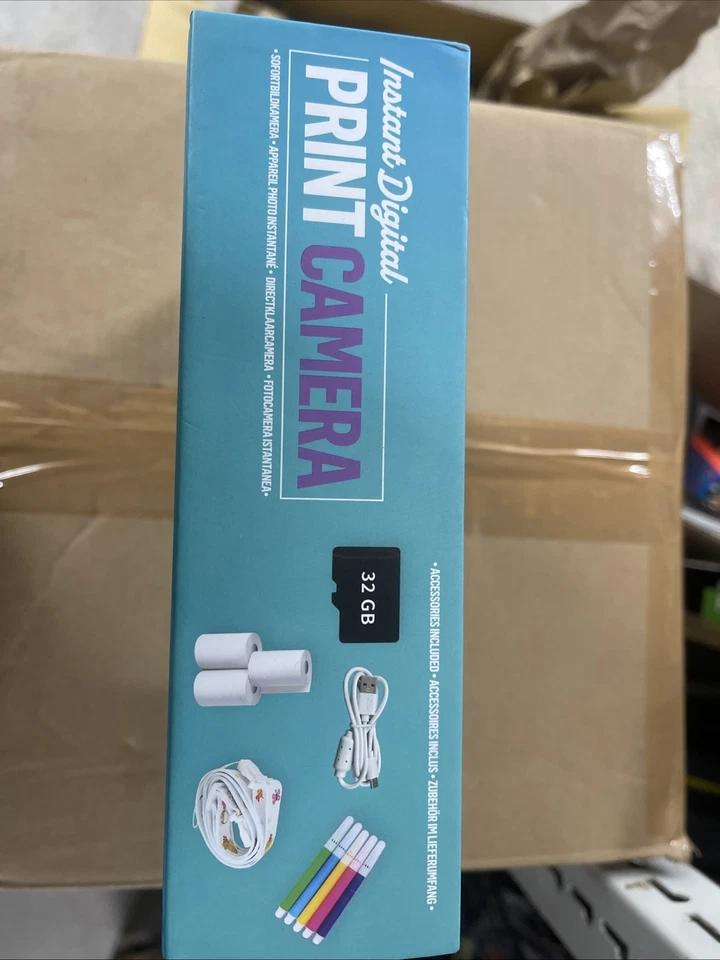 Instant Digital
PRINT CAMERA
• SOFORTBILDKAMERA • APPAREIL PHOTO INSTANTANÉ • DIRECTKLAARCAMERA • FOTOCAMERA ISTANTANEA •
• ACCESSORIES INCLUDED • ACCESSOIRES INCLUS • ZUBEHÖR IM LIEFERUMFANG •
32 GB